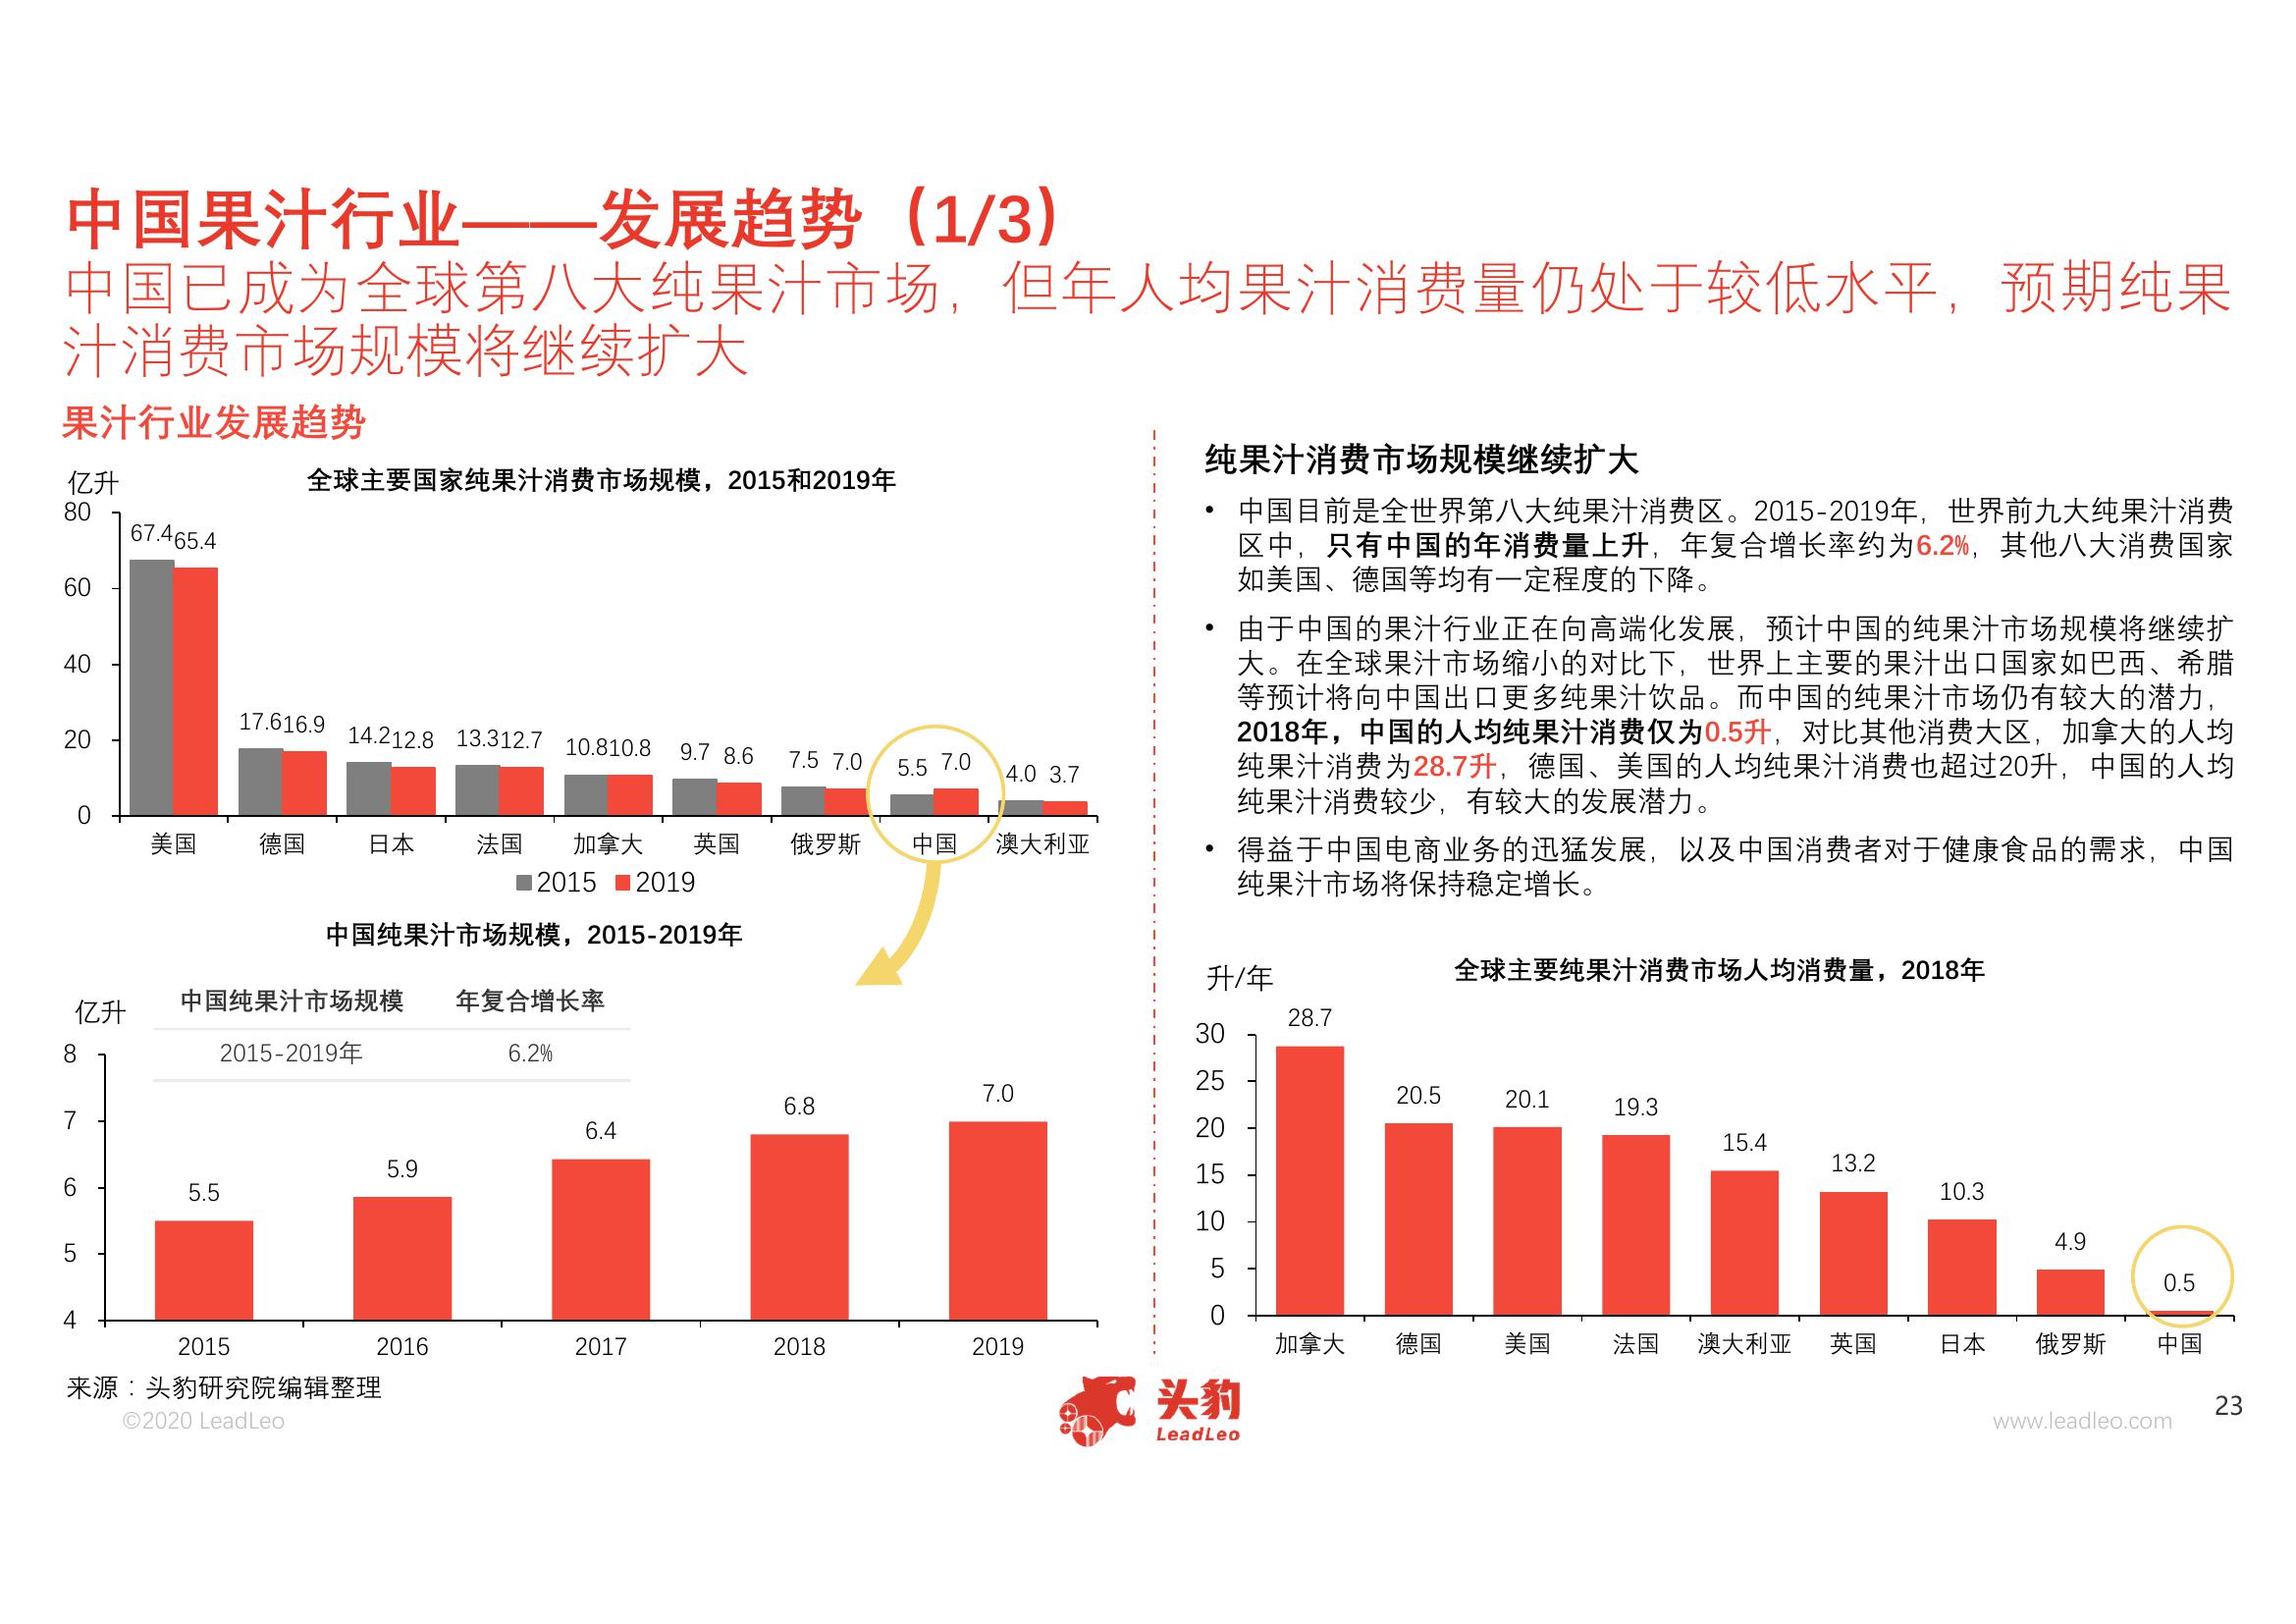 中国果汁行业——发展趋势（1/3）
中国已成为全球第八大纯果汁市场，但年人均果汁消费量仍处于较低水平，预期纯果
汁消费市场规模将继续扩大
果汁行业发展趋势
亿升
全球主要国家纯果汁消费市场规模，2015和2019年
80
60
40
20
0
67.4 65.4
17.6 16.9
14.2 12.8
13.3 12.7
10.8 10.8
9.7 8.6
7.5 7.0
5.5 7.0
4.0 3.7
美国 德国 日本 法国 加拿大 英国 俄罗斯 中国 澳大利亚
2015 2019
中国纯果汁市场规模，2015-2019年
亿升
中国纯果汁市场规模 年复合增长率
2015-2019年 6.2%
8
7
6
5
4
5.5 5.9 6.4 6.8 7.0
2015 2016 2017 2018 2019
纯果汁消费市场规模继续扩大
• 中国目前是全世界第八大纯果汁消费区。2015-2019年，世界前九大纯果汁消费
区中，只有中国的年消费量上升，年复合增长率约为6.2%，其他八大消费国家
如美国、德国等均有一定程度的下降。
• 由于中国的果汁行业正在向高端化发展，预计中国的纯果汁市场规模将继续扩
大。在全球果汁市场缩小的对比下，世界上主要的果汁出口国家如巴西、希腊
等预计将向中国出口更多纯果汁饮品。而中国的纯果汁市场仍有较大的潜力，
2018年，中国的人均纯果汁消费仅为0.5升，对比其他消费大区，加拿大的人均
纯果汁消费为28.7升，德国、美国的人均纯果汁消费也超过20升，中国的人均
纯果汁消费较少，有较大的发展潜力。
• 得益于中国电商业务的迅猛发展，以及中国消费者对于健康食品的需求，中国
纯果汁市场将保持稳定增长。
升/年
全球主要纯果汁消费市场人均消费量，2018年
30
25
20
15
10
5
0
28.7 20.5 20.1 19.3 15.4 13.2 10.3 4.9 0.5
加拿大 德国 美国 法国 澳大利亚 英国 日本 俄罗斯 中国
来源：头豹研究院编辑整理
©2020 LeadLeo
头豹
LeadLeo
www.leadleo.com
23